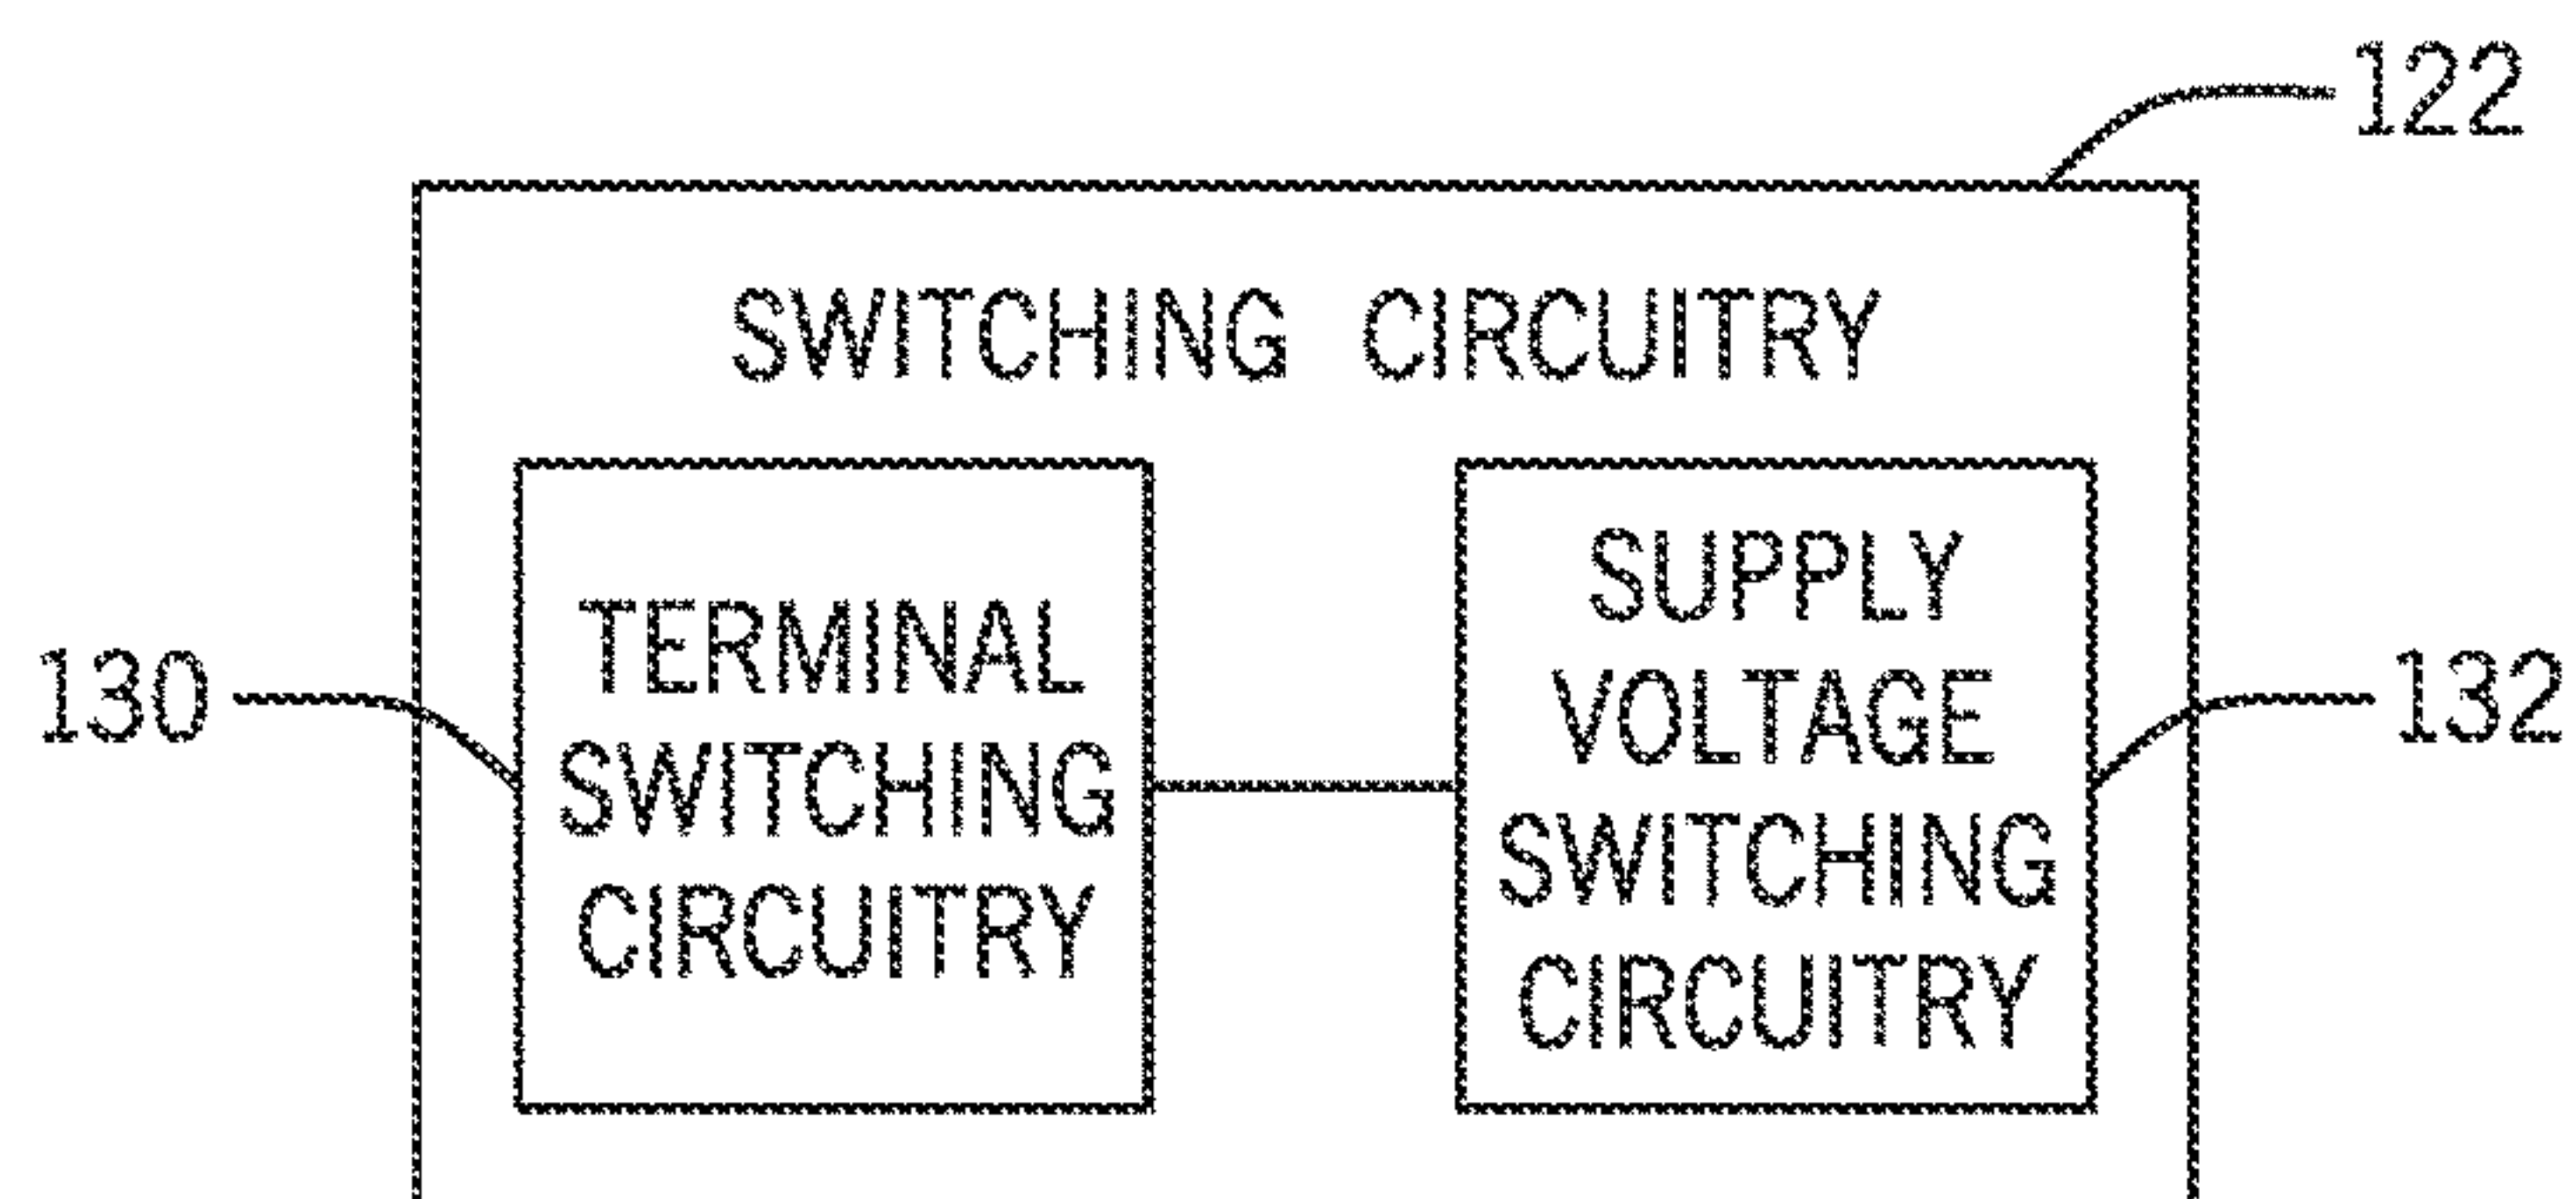 122
SWITCHING CIRCUITRY
130
TERMINAL
SWITCHING
CIRCUITRY
SUPPLY
VOLTAGE
SWITCHING
CIRCUITRY
132